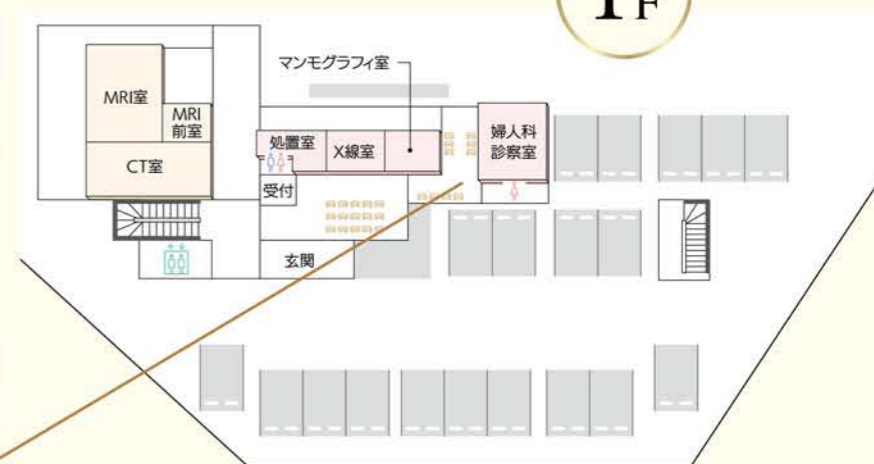 1F
マンモグラフィ室
MRI室
MRI
前室
CT室
処置室
X線室
婦人科
診察室
受付
玄関